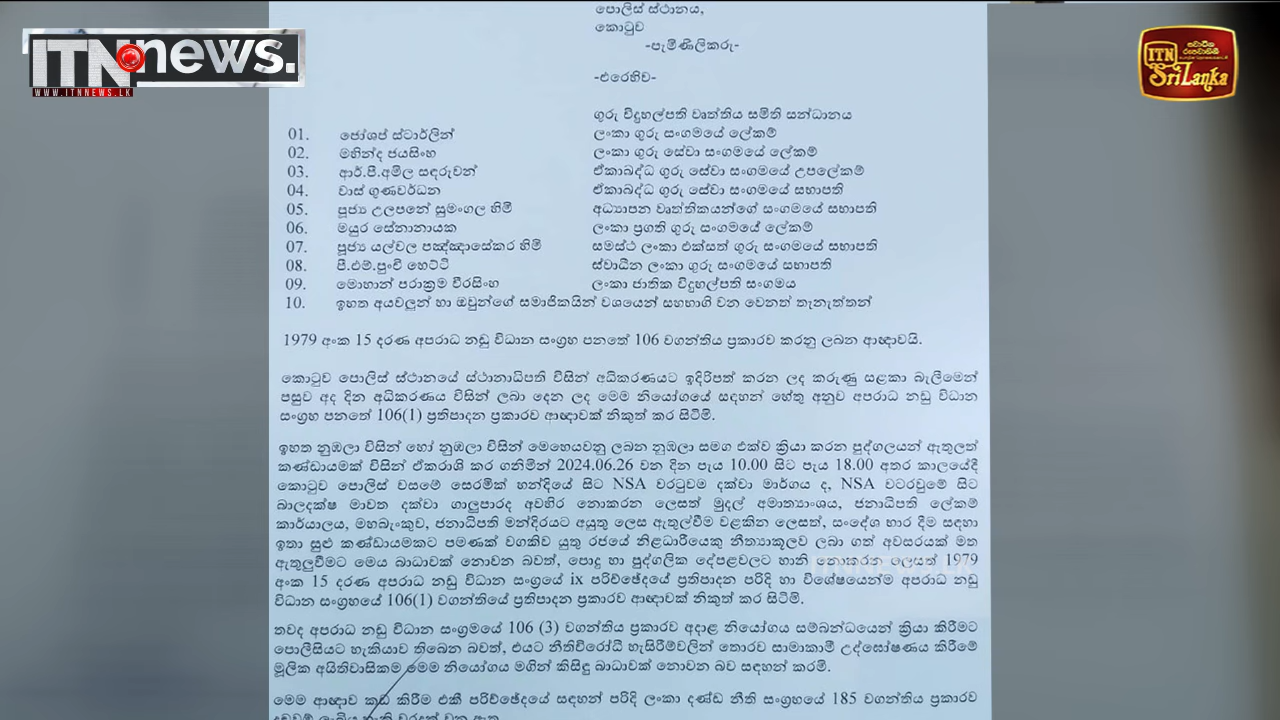 පොලිස් ස්ථානය,
කොටුව
-පැමිණිලිකරු-
-එරෙහිව-
ගුරු විදුහල්පති වෘත්තීය සමිති සන්ධානය
01. ජෝශප් ස්ටාර්ලින් ලංකා ගුරු සංගමයේ ලේකම්
02. මහින්ද ජයසිංහ ලංකා ගුරු සේවා සංගමයේ ලේකම්
03. ආර්.පී.අමිල සඳරුවන් ඒකාබද්ධ ගුරු සේවා සංගමයේ උපලේකම්
04. වාස් ගුණවර්ධන ඒකාබද්ධ ගුරු සේවා සංගමයේ සභාපති
05. පූජ්‍ය උලපනේ සුමංගල හිමි අධ්‍යාපන වෘත්තිකයන්ගේ සංගමයේ සභාපති
06. මයුර සේනානායක ලංකා ප්‍රගති ගුරු සංගමයේ ලේකම්
07. පූජ්‍ය යල්වල පඤ්ඤාසේකර හිමි සමස්ථ ලංකා එක්සත් ගුරු සංගමයේ සභාපති
08. පී.එම්.පුංචි හෙට්ටි ස්වාධීන ලංකා ගුරු සංගමයේ සභාපති
09. මොහාන් පරාක්‍රම වීරසිංහ ලංකා ජාතික විදුහල්පති සංගමය
10. ඉහත අයවලුන් හා ඔවුන්ගේ සමාජිකයින් වශයෙන් සහභාගි වන වෙනත් තැනැත්තන්
1979 අංක 15 දරණ අපරාධ නඩු විධාන සංග්‍රහ පනතේ 106 වගන්තිය ප්‍රකාරව කරනු ලබන ආඥාවයි.
කොටුව පොලිස් ස්ථානයේ ස්ථානාධිපති විසින් අධිකරණයට ඉදිරිපත් කරන ලද කරුණු සළකා බැලීමෙන්
පසුව අද දින අධිකරණය විසින් ලබා දෙන ලද මෙම නියෝගයේ සඳහන් හේතු අනුව අපරාධ නඩු විධාන
සංග්‍රහ පනතේ 106(1) ප්‍රතිපාදන ප්‍රකාරව ආඥාවක් නිකුත් කර සිටිමි.
ඉහත නුඹලා විසින් හෝ නුඹලා විසින් මෙහෙයවනු ලබන නුඹලා සමග එක්ව ක්‍රියා කරන පුද්ගලයන් ඇතුලත්
කණ්ඩායමක් විසින් ඒකරාශි කර ගනිමින් 2024.06.26 වන දින පැය 10.00 සිට පැය 18.00 අතර කාලයේදී
කොටුව පොලිස් වසමේ සෙරමික් හන්දියේ සිට NSA වරටුවම දක්වා මාර්ගය ද, NSA වටරවුමේ සිට
බාලදක්ෂ මාවත දක්වා ගාලුපාරද අවහිර නොකරන ලෙසත් මුදල් අමාත්‍යාංශය, ජනාධිපති ලේකම්
කාර්යාලය, මහබැංකුව, ජනාධිපති මන්දිරයට අයුතු ලෙස ඇතුල්වීම වළකින ලෙසත්, සංදේශ භාර දීම සඳහා
ඉතා සුළු කණ්ඩායමකට පමණක් වගකිව යුතු රජයේ නිළධාරීයෙකු නීත්‍යාකූලව ලබා ගත් අවසරයක් මත
ඇතුලුවීමට මෙය බාධාවක් නොවන බවත්, පොදු හා පුද්ගලික දේපළවලට හානි නොකරන ලෙසත් 1979
අංක 15 දරණ අපරාධ නඩු විධාන සංග්‍රයේ ix පරිච්ඡේදයේ ප්‍රතිපාදන පරිදි හා විශේෂයෙන්ම අපරාධ නඩු
විධාන සංග්‍රහයේ 106(1) වගන්තියේ ප්‍රතිපාදන ප්‍රකාරව ආඥාවක් නිකුත් කර සිටිමි.
තවද අපරාධ නඩු විධාන සංග්‍රමයේ 106 (3) වගන්තිය ප්‍රකාරව අදාළ නියෝගය සම්බන්ධයෙන් ක්‍රියා කිරීමට
පොලීසියට හැකියාව තිබෙන බවත්, එයට නීතිවිරෝධී හැසිරීම්වලින් තොරව සාමාකාමී උද්ඝෝෂණය කිරීමේ
මූලික අයිතිවාසිකම මෙම නියෝගය මගින් කිසිඳු බාධාවක් නොවන බව සඳහන් කරමි.
මෙම ආඥාව කඩ කිරීම එකී පරිච්ඡේදයේ සඳහන් පරිදි ලංකා දණ්ඩ නීති සංග්‍රහයේ 185 වගන්තිය ප්‍රකාරව
ITN news.
WWW.ITNNEWS.LK
ITN
Sri Lanka
ITNNEWS.LK